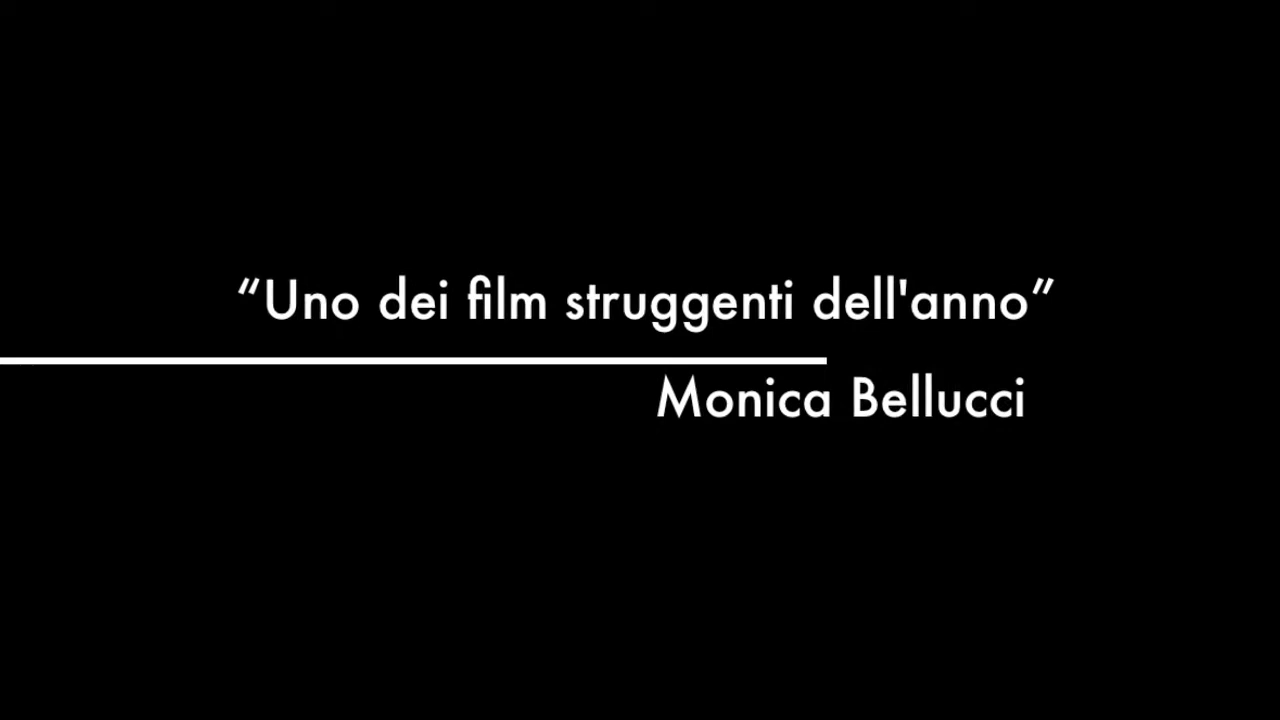 “Uno dei film struggenti dell'anno”
Monica Bellucci